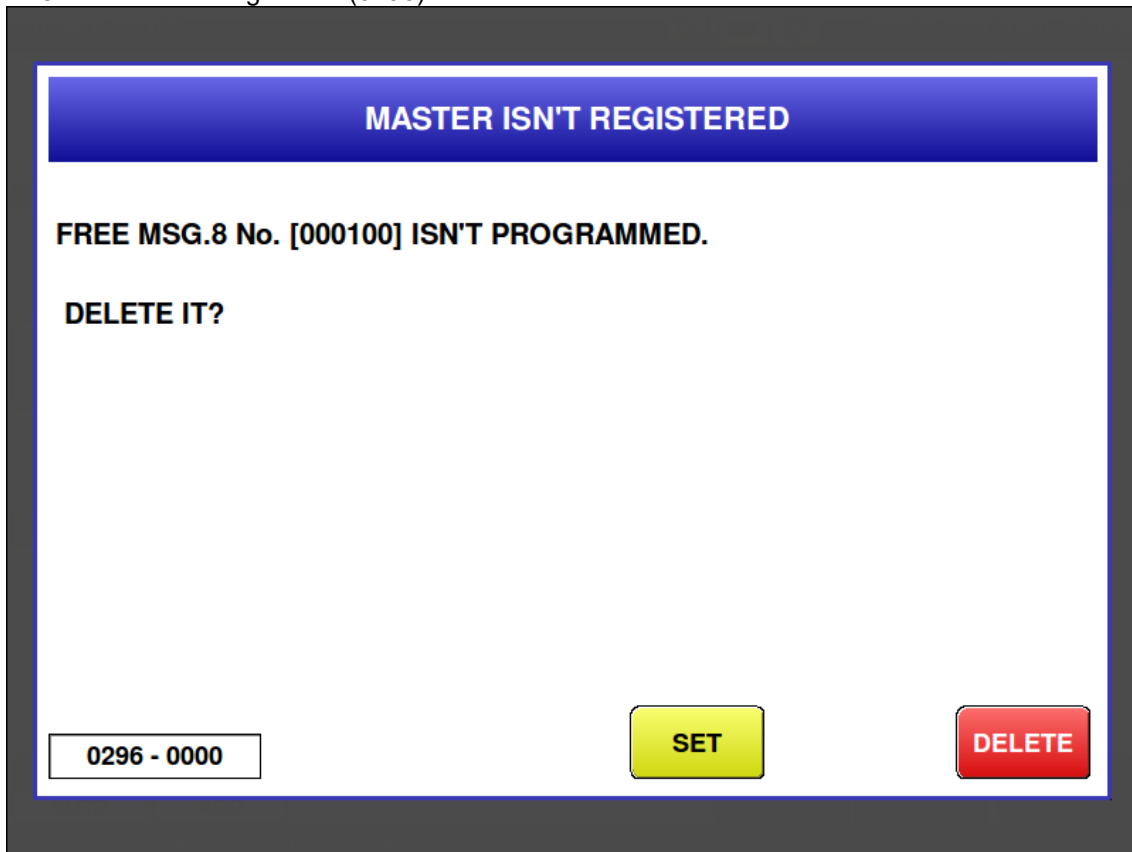 MASTER ISN'T REGISTERED
FREE MSG.8 No. [000100] ISN'T PROGRAMMED.
DELETE IT?
SET
DELETE
0296 - 0000